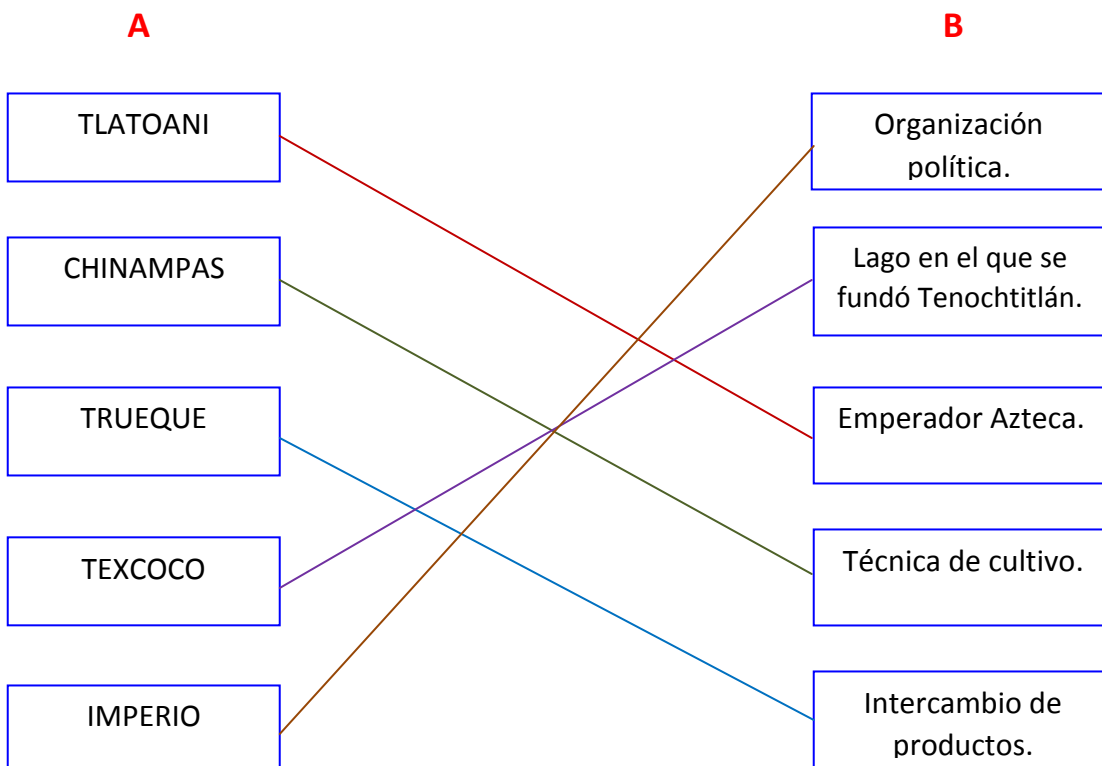 A
B
TLATOANI
Organización
política.
CHINAMPAS
Lago en el que se
fundó Tenochtitlán.
TRUEQUE
Emperador Azteca.
TEXCOCO
Técnica de cultivo.
IMPERIO
Intercambio de
productos.